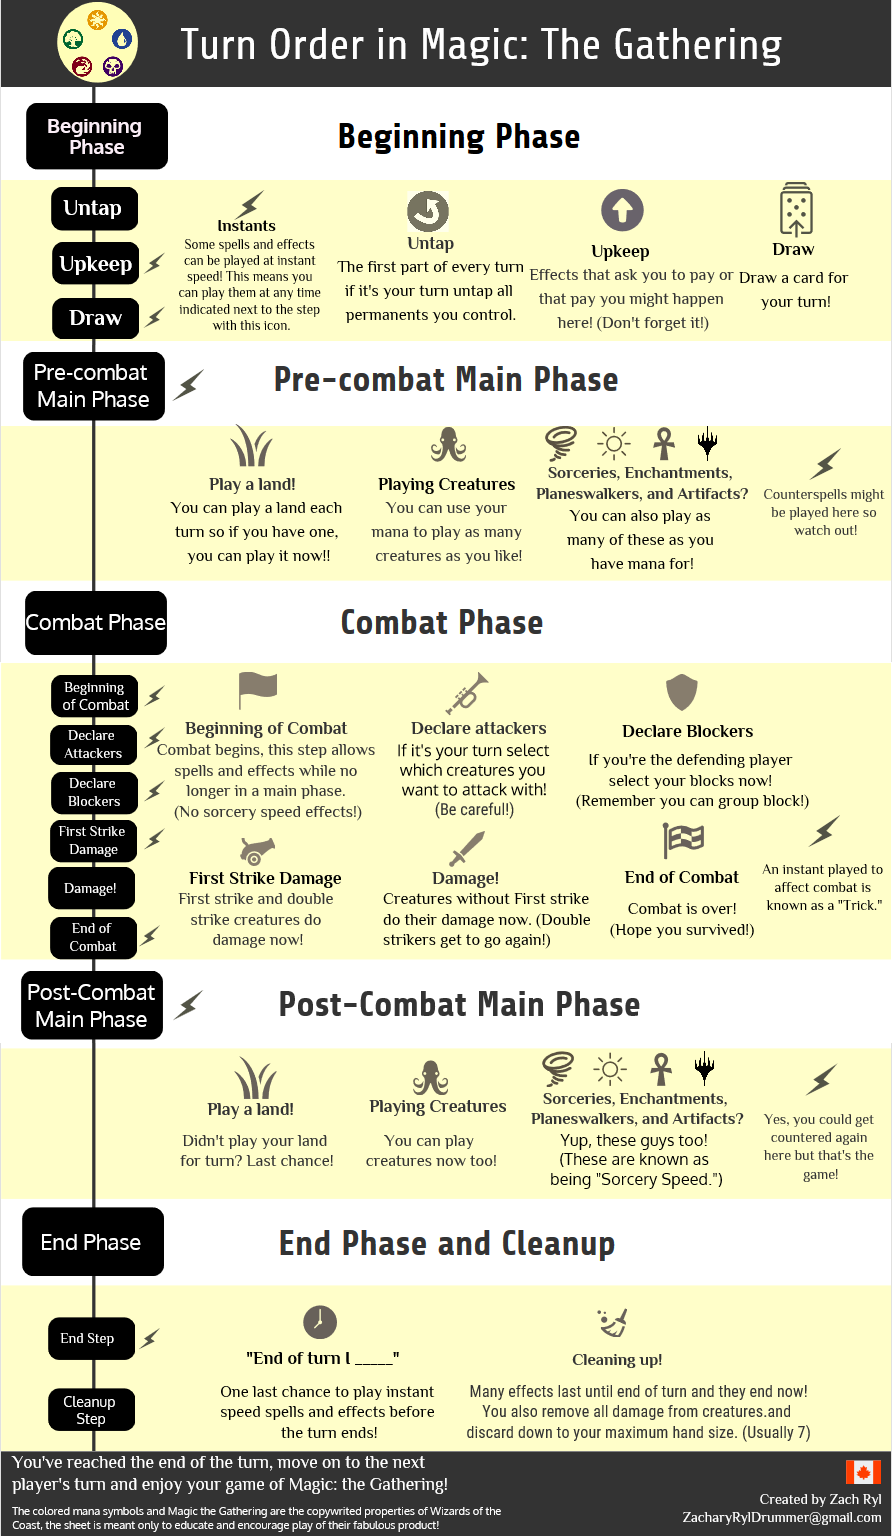 Turn Order in Magic: The Gathering
Beginning
Phase
Beginning Phase
Untap
Upkeep
Draw
Instants
Some spells and effects
can be played at instant
speed! This means you
can play them at any time
indicated next to the step
with this icon.
Untap
The first part of every turn
if it's your turn untap all
permanents you control.
Upkeep
Effects that ask you to pay or
that pay you might happen
here! (Don't forget it!)
Draw
Draw a card for
your turn!
Pre-combat
Main Phase
Pre-combat Main Phase
Play a land!
You can play a land each
turn so if you have one,
you can play it now!!
Playing Creatures
You can use your
mana to play as many
creatures as you like!
Sorceries, Enchantments,
Planeswalkers, and Artifacts?
You can also play as
many of these as you
have mana for!
Counterspells might
be played here so
watch out!
Combat Phase
Combat Phase
Beginning
of Combat
Declare
Attackers
Declare
Blockers
First Strike
Damage
Damage!
End of
Combat
Beginning of Combat
Combat begins, this step allows
spells and effects while no
longer in a main phase.
(No sorcery speed effects!)
Declare attackers
If it's your turn select
which creatures you
want to attack with!
(Be careful!)
Declare Blockers
If you're the defending player
select your blocks now!
(Remember you can group block!)
First Strike Damage
First strike and double
strike creatures do
damage now!
Damage!
Creatures without First strike
do their damage now. (Double
strikers get to go again!)
End of Combat
Combat is over!
(Hope you survived!)
An instant played to
affect combat is
known as a "Trick."
Post-Combat
Main Phase
Post-Combat Main Phase
Play a land!
Didn't play your land
for turn? Last chance!
Playing Creatures
You can play
creatures now too!
Sorceries, Enchantments,
Planeswalkers, and Artifacts?
Yup, these guys too!
(These are known as
being "Sorcery Speed.")
Yes, you could get
countered again
here but that's the
game!
End Phase
End Phase and Cleanup
End Step
Cleanup
Step
"End of turn I _____"
One last chance to play instant
speed spells and effects before
the turn ends!
Cleaning up!
Many effects last until end of turn and they end now!
You also remove all damage from creatures.and
discard down to your maximum hand size. (Usually 7)
You've reached the end of the turn, move on to the next
player's turn and enjoy your game of Magic: the Gathering!
The colored mana symbols and Magic the Gathering are the copywrited properties of Wizards of the
Coast, the sheet is meant only to educate and encourage play of their fabulous product!
Created by Zach Ryl
ZacharyRylDrummer@gmail.com